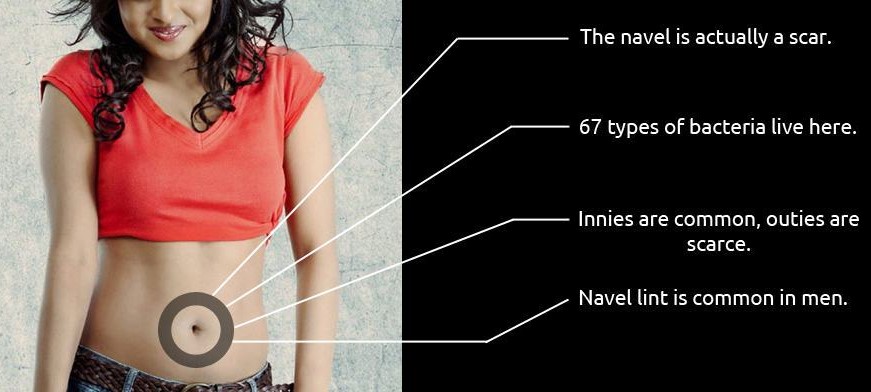 The navel is actually a scar.
67 types of bacteria live here.
Innies are common, outies are
scarce.
Navel lint is common in men.